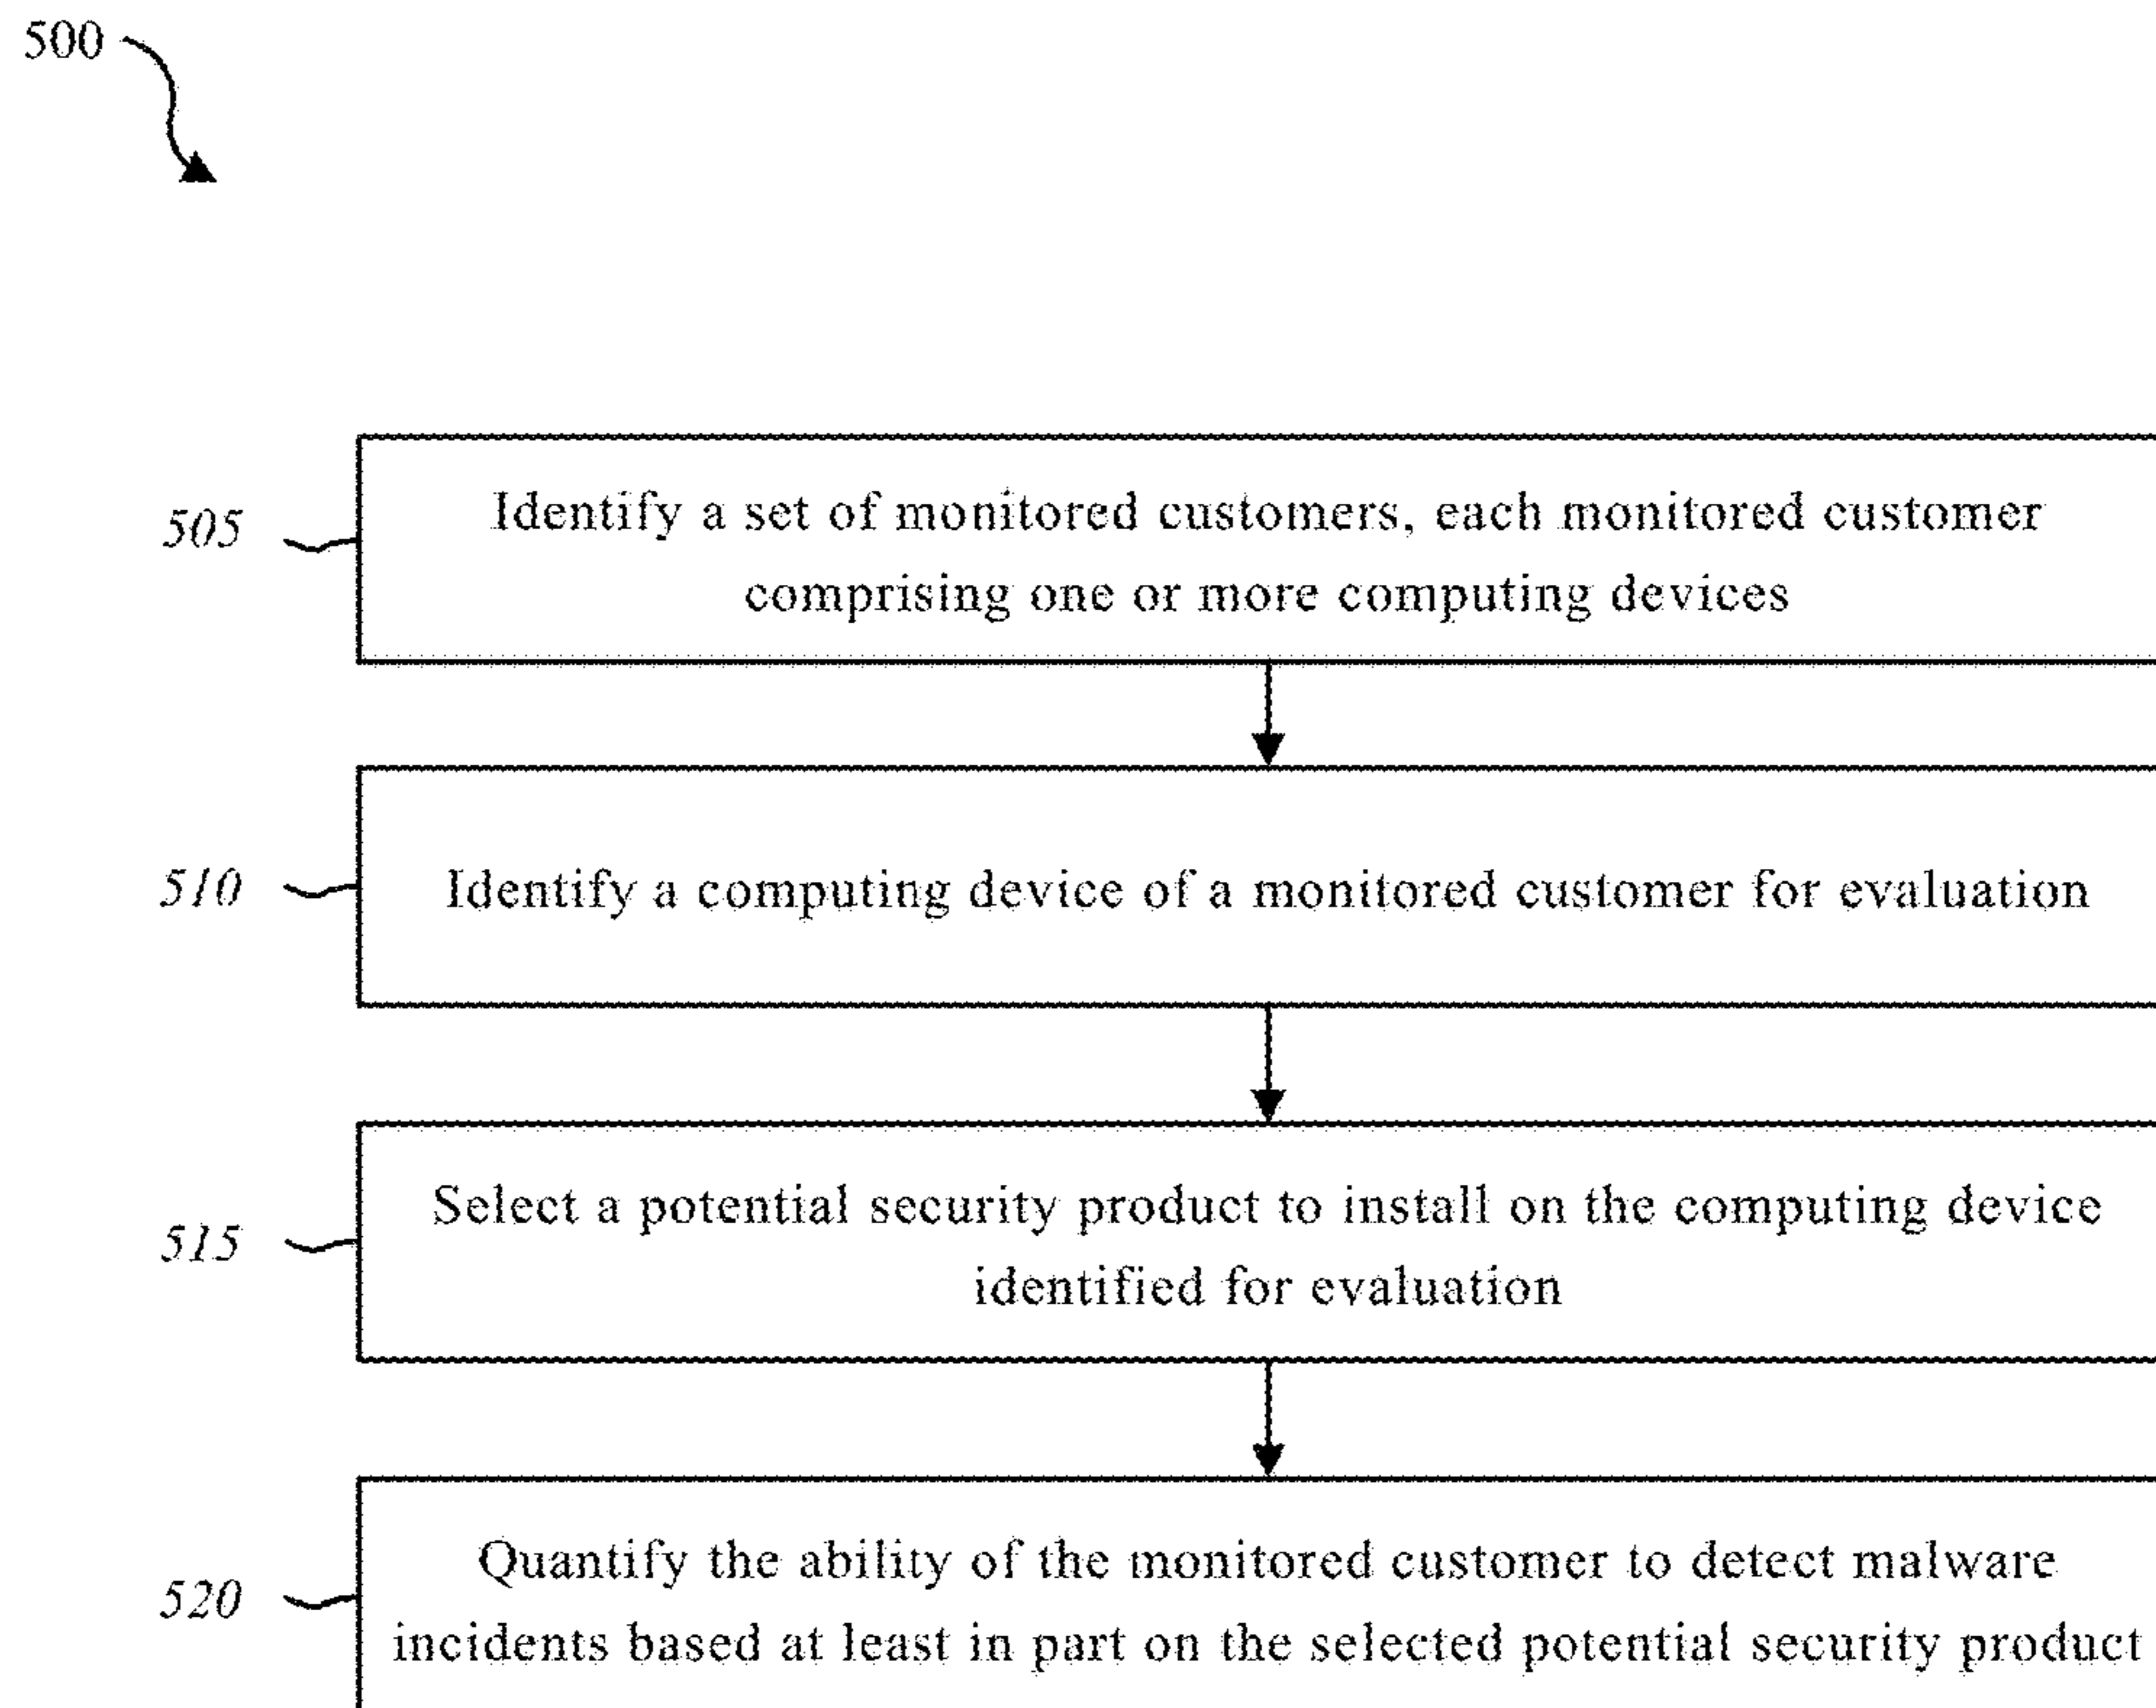 500
505
Identify a set of monitored customers, each monitored customer
comprising one or more computing devices
510
Identify a computing device of a monitored customer for evaluation
515
Select a potential security product to install on the computing device
identified for evaluation
520
Quantify the ability of the monitored customer to detect malware
incidents based at least in part on the selected potential security product